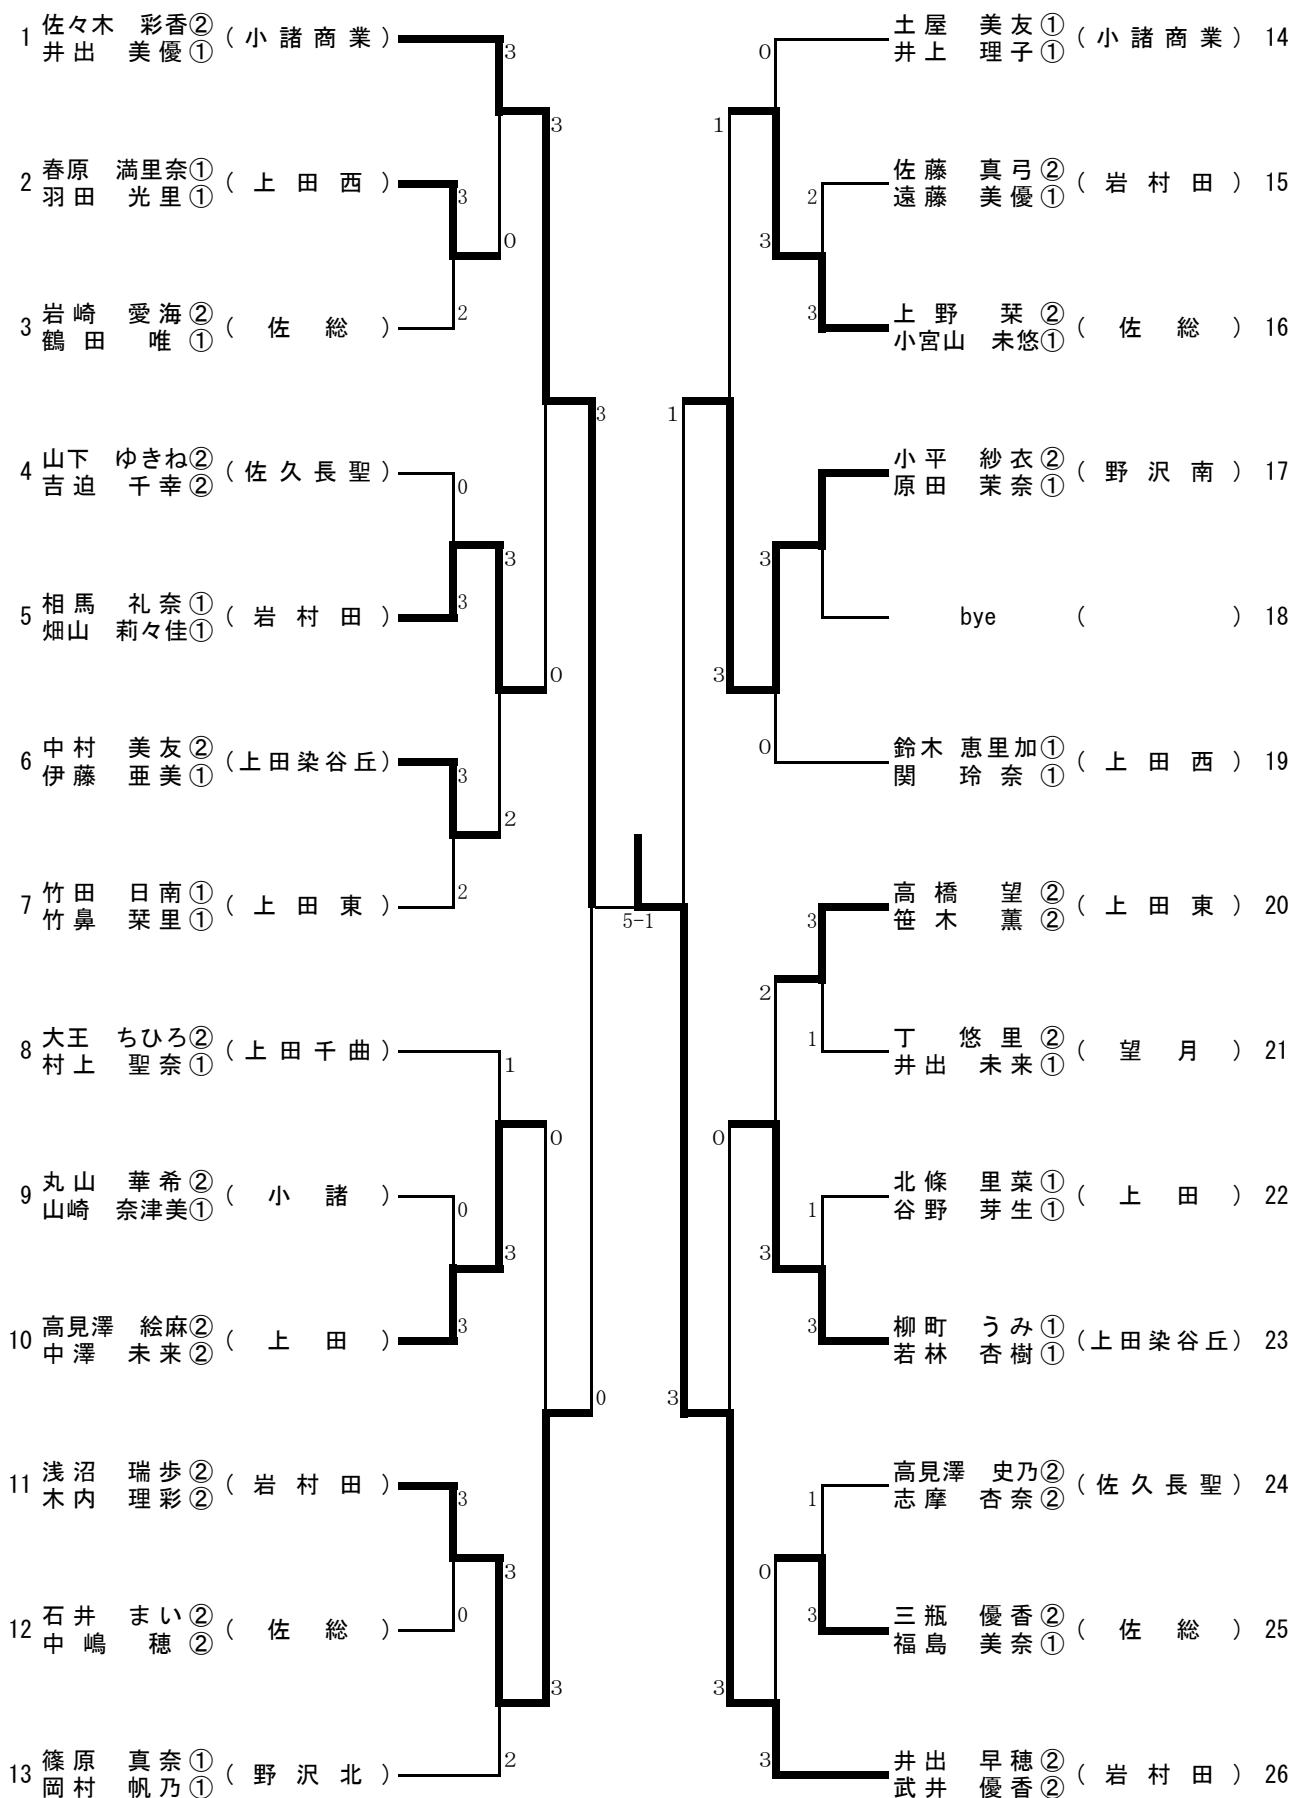 1 佐々木 彩香② (小諸商業)
井出 美優①
3
3
2 春原 満里奈① (上田西)
羽田 光里①
3
0
2
3 岩崎 愛海② (佐総)
鶴田 唯①
3
4 山下 ゆきね② (佐久長聖)
吉迫 千幸②
0
3
3
5 相馬 礼奈① (岩村田)
畑山 莉々佳①
0
6 中村 美友② (上田染谷丘)
伊藤 亜美①
3
2
2
7 竹田 日南① (上田東)
竹鼻 栞里①
5-1
8 大王 ちひろ② (上田千曲)
村上 聖奈①
1
0
9 丸山 華希② (小諸)
山崎 奈津美①
0
3
3
10 高見澤 絵麻② (上田)
中澤 未来②
0
11 浅沼 瑞歩② (岩村田)
木内 理彩②
3
3
0
12 石井 まい② (佐総)
中嶋 穂②
3
2
13 篠原 真奈① (野沢北)
岡村 帆乃①
土屋 美友① (小諸商業) 14
井上 理子①
0
1
佐藤 真弓② (岩村田) 15
遠藤 美優①
2
3
3
上野 栞② (佐総) 16
小宮山 未悠①
1
小平 紗衣② (野沢南) 17
原田 茉奈①
3
bye ( ) 18
3
0
鈴木 恵里加① (上田西) 19
関 玲奈①
高橋 望② (上田東) 20
笹木 薫②
3
2
1
丁 悠里② (望月) 21
井出 未来①
0
北條 里菜① (上田) 22
谷野 芽生①
1
3
3
柳町 うみ① (上田染谷丘) 23
若林 杏樹①
3
高見澤 史乃② (佐久長聖) 24
志摩 杏奈②
1
0
3
三瓶 優香② (佐総) 25
福島 美奈①
3
3
井出 早穂② (岩村田) 26
武井 優香②